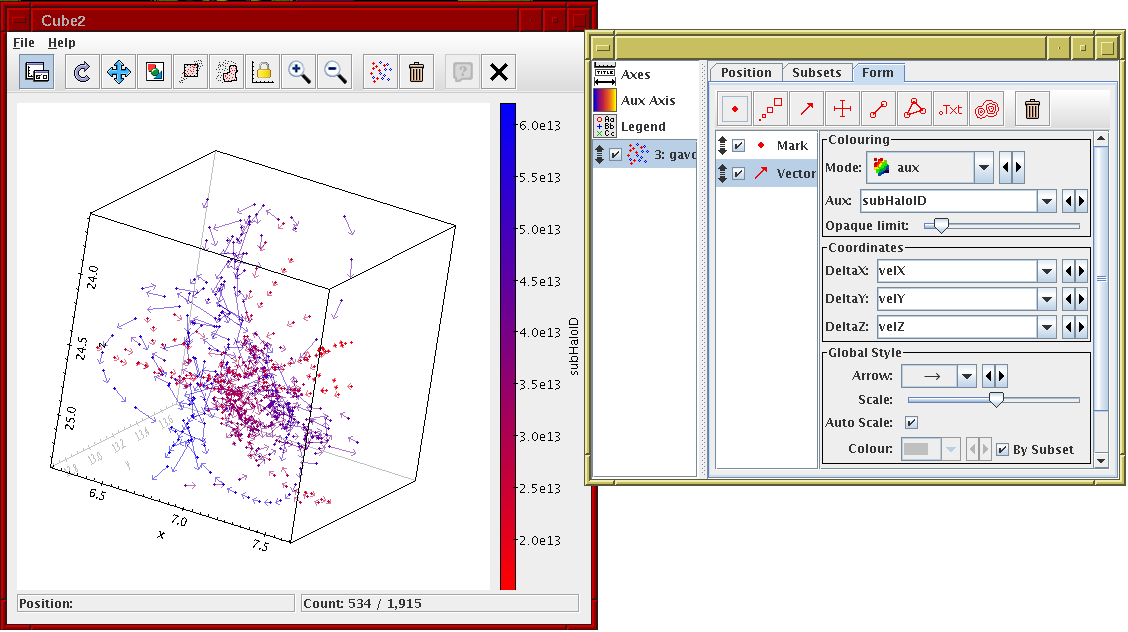 Cube2
File Help
6.0e13
5.5e13
5.0e13
4.5e13
4.0e13
3.5e13
3.0e13
2.5e13
2.0e13
subHaloID
24.0
24.5
25.0
13.0
13.2
13.4
13.6
y
6.5
7.0
7.5
x
Position:
Count: 534 / 1,915
Axes
Aux Axis
Legend
3: gavo
Position Subsets Form
.Txt
Mark
Vector
Colouring
Mode: aux
Aux: subHaloID
Opaque limit:
Coordinates
DeltaX: velX
DeltaY: velY
DeltaZ: velZ
Global Style
Arrow:
Scale:
Auto Scale:
Colour: By Subset